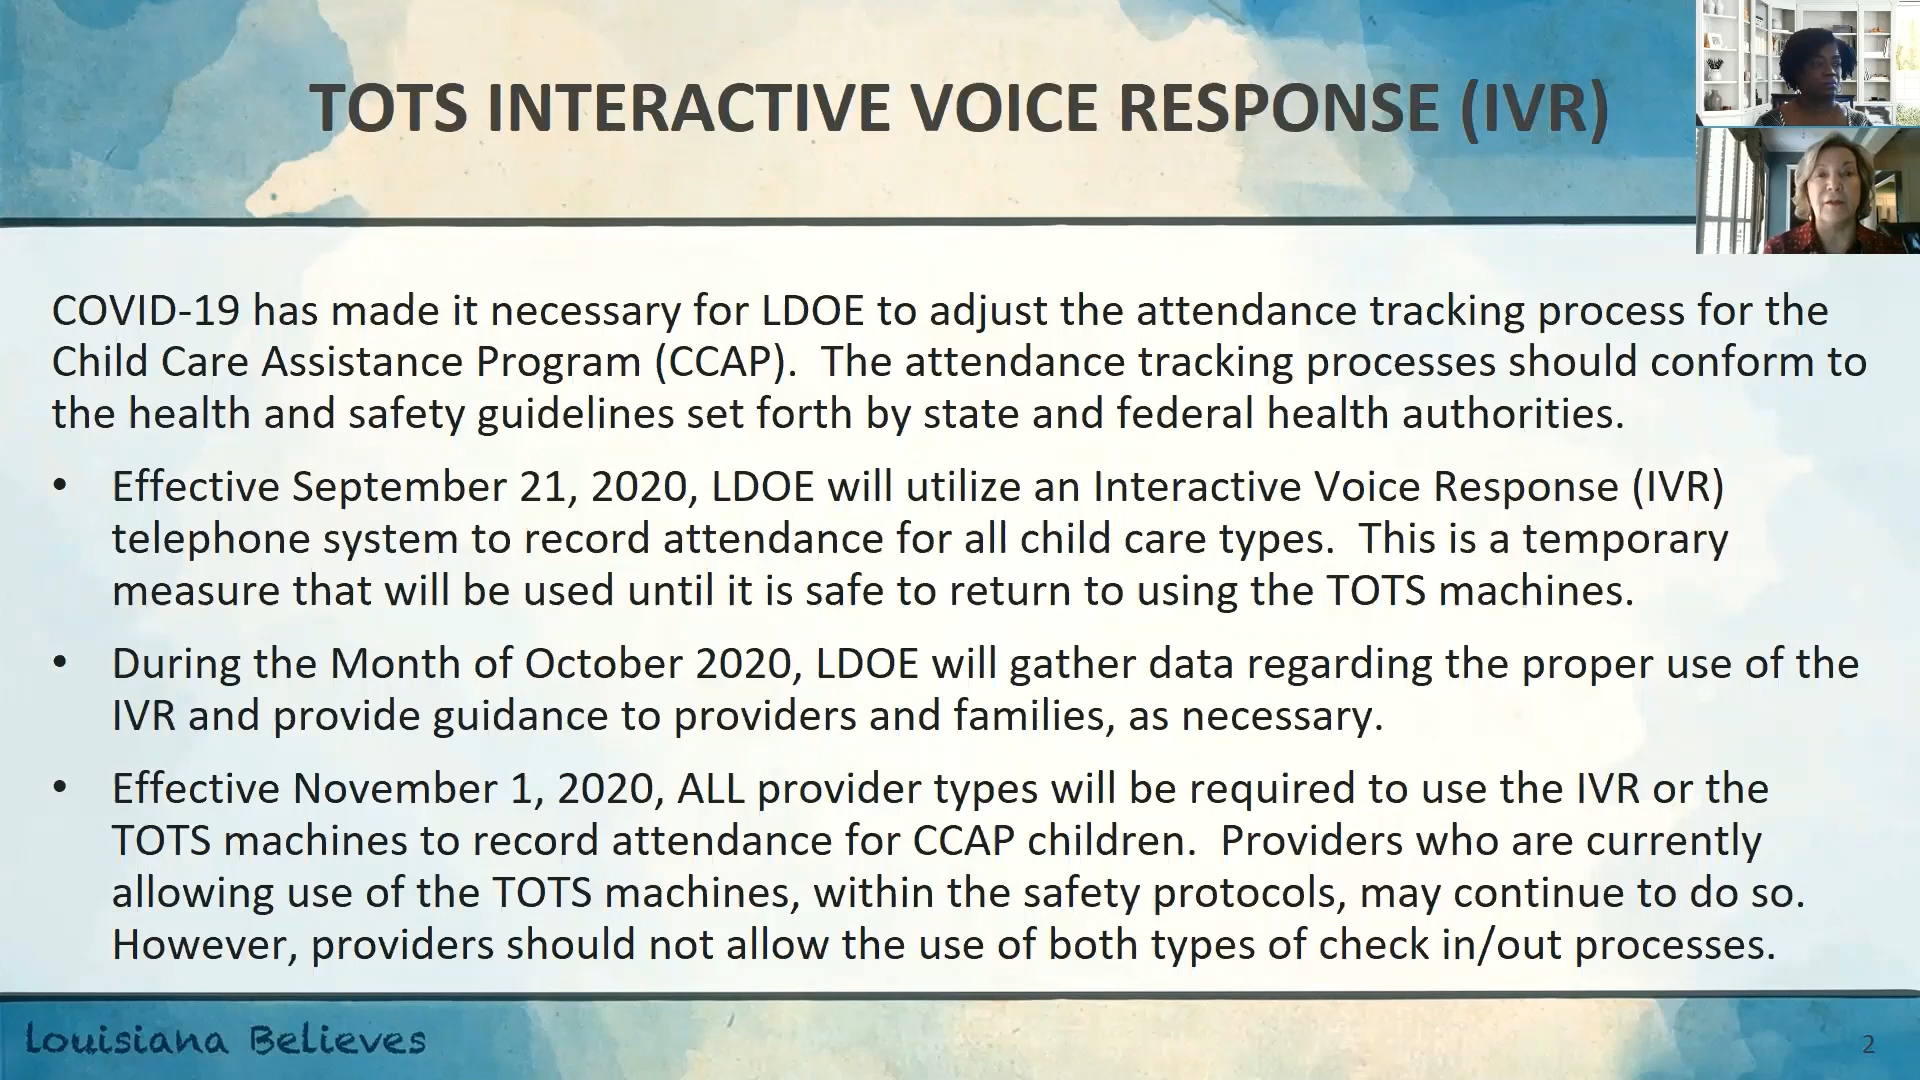 TOTS INTERACTIVE VOICE RESPONSE (IVR)
COVID-19 has made it necessary for LDOE to adjust the attendance tracking process for the
Child Care Assistance Program (CCAP).  The attendance tracking processes should conform to
the health and safety guidelines set forth by state and federal health authorities.
• Effective September 21, 2020, LDOE will utilize an Interactive Voice Response (IVR)
telephone system to record attendance for all child care types.  This is a temporary
measure that will be used until it is safe to return to using the TOTS machines.
• During the Month of October 2020, LDOE will gather data regarding the proper use of the
IVR and provide guidance to providers and families, as necessary.
• Effective November 1, 2020, ALL provider types will be required to use the IVR or the
TOTS machines to record attendance for CCAP children.  Providers who are currently
allowing use of the TOTS machines, within the safety protocols, may continue to do so.
However, providers should not allow the use of both types of check in/out processes.
Louisiana Believes
2